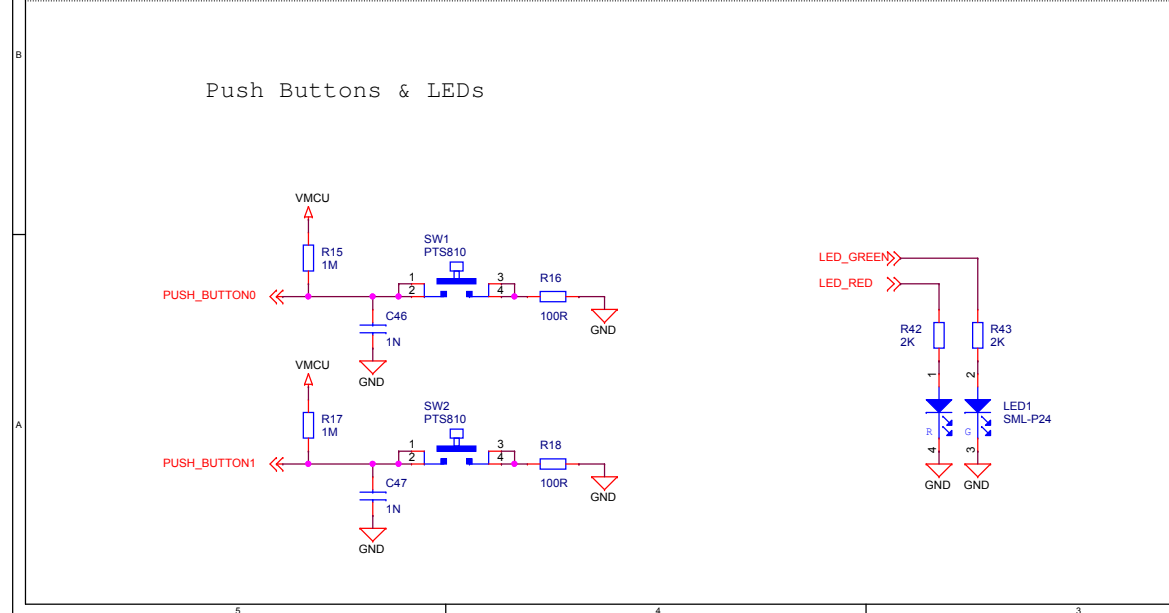 B
Push Buttons & LEDs
VMCU
R15
1M
SW1
PTS810
1
2
3
4
R16
100R
GND
PUSH_BUTTON0
C46
1N
GND
VMCU
R17
1M
SW2
PTS810
1
2
3
4
R18
100R
GND
PUSH_BUTTON1
C47
1N
GND
LED_GREEN
LED_RED
R42
2K
R43
2K
1
2
LED1
SML-P24
R
G
4
3
GND
GND
A
5
4
3